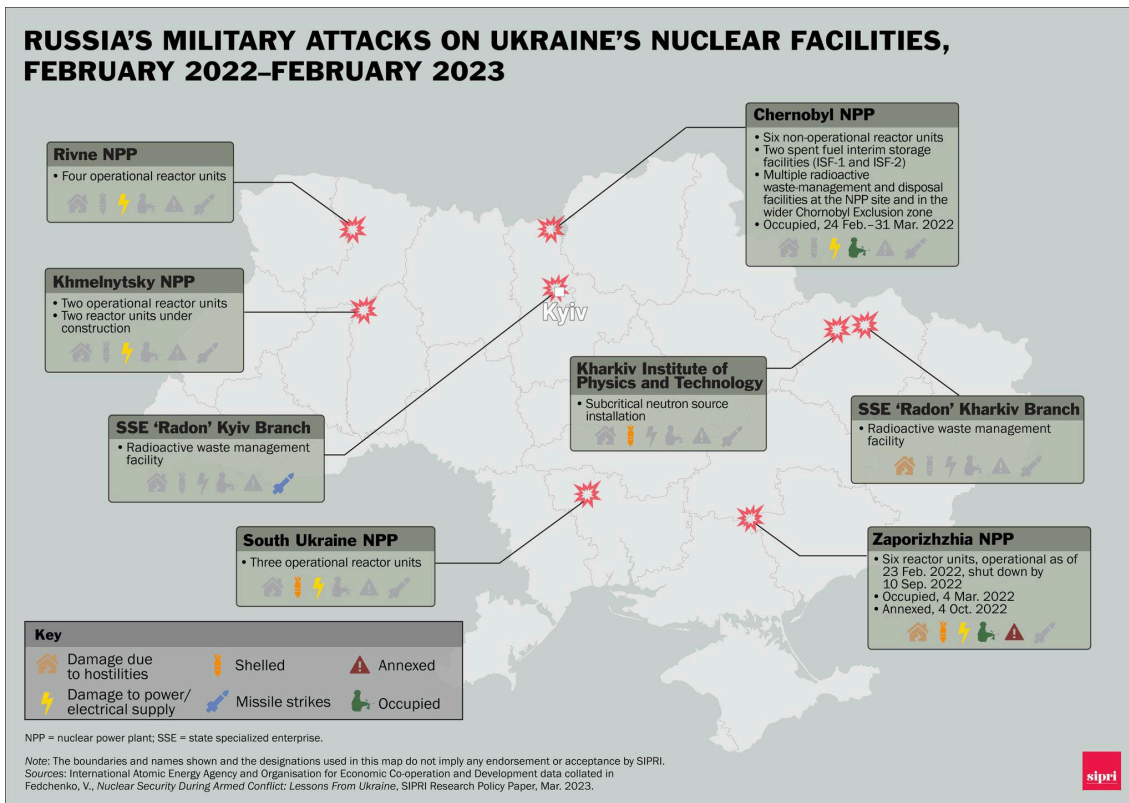 RUSSIA'S MILITARY ATTACKS ON UKRAINE'S NUCLEAR FACILITIES,
FEBRUARY 2022–FEBRUARY 2023
Chernobyl NPP
• Six non-operational reactor units
• Two spent fuel interim storage
facilities (ISF-1 and ISF-2)
• Multiple radioactive
waste-management and disposal
facilities at the NPP site and in the
wider Chornobyl Exclusion zone
• Occupied, 24 Feb.–31 Mar. 2022
Rivne NPP
• Four operational reactor units
Khmelnytsky NPP
• Two operational reactor units
• Two reactor units under
construction
Kyiv
Kharkiv Institute of
Physics and Technology
• Subcritical neutron source
installation
SSE 'Radon' Kharkiv Branch
• Radioactive waste management
facility
SSE 'Radon' Kyiv Branch
• Radioactive waste management
facility
South Ukraine NPP
• Three operational reactor units
Zaporizhzhia NPP
• Six reactor units, operational as of
23 Feb. 2022, shut down by
10 Sep. 2022
• Occupied, 4 Mar. 2022
• Annexed, 4 Oct. 2022
Key
Damage due
to hostilities
Shelled
Annexed
Damage to power/
electrical supply
Missile strikes
Occupied
NPP = nuclear power plant; SSE = state specialized enterprise.
Note: The boundaries and names shown and the designations used in this map do not imply any endorsement or acceptance by SIPRI.
Sources: International Atomic Energy Agency and Organisation for Economic Co-operation and Development data collated in
Fedchenko, V., Nuclear Security During Armed Conflict: Lessons From Ukraine, SIPRI Research Policy Paper, Mar. 2023.
sipri